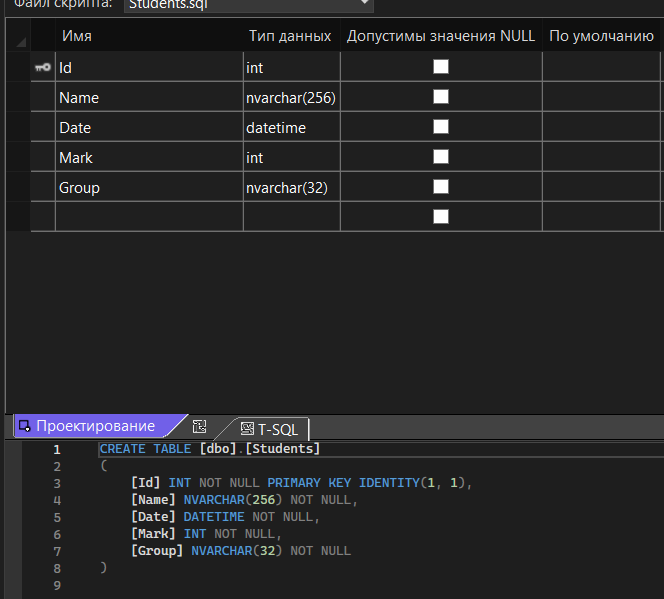 Файл скрипта: Students.sql
Имя Тип данных Допустимы значения NULL По умолчанию
Id int
Name nvarchar(256)
Date datetime
Mark int
Group nvarchar(32)
Проектирование T-SQL
1 CREATE TABLE [dbo].[Students]
2 (
3 [Id] INT NOT NULL PRIMARY KEY IDENTITY(1, 1),
4 [Name] NVARCHAR(256) NOT NULL,
5 [Date] DATETIME NOT NULL,
6 [Mark] INT NOT NULL,
7 [Group] NVARCHAR(32) NOT NULL
8 )
9